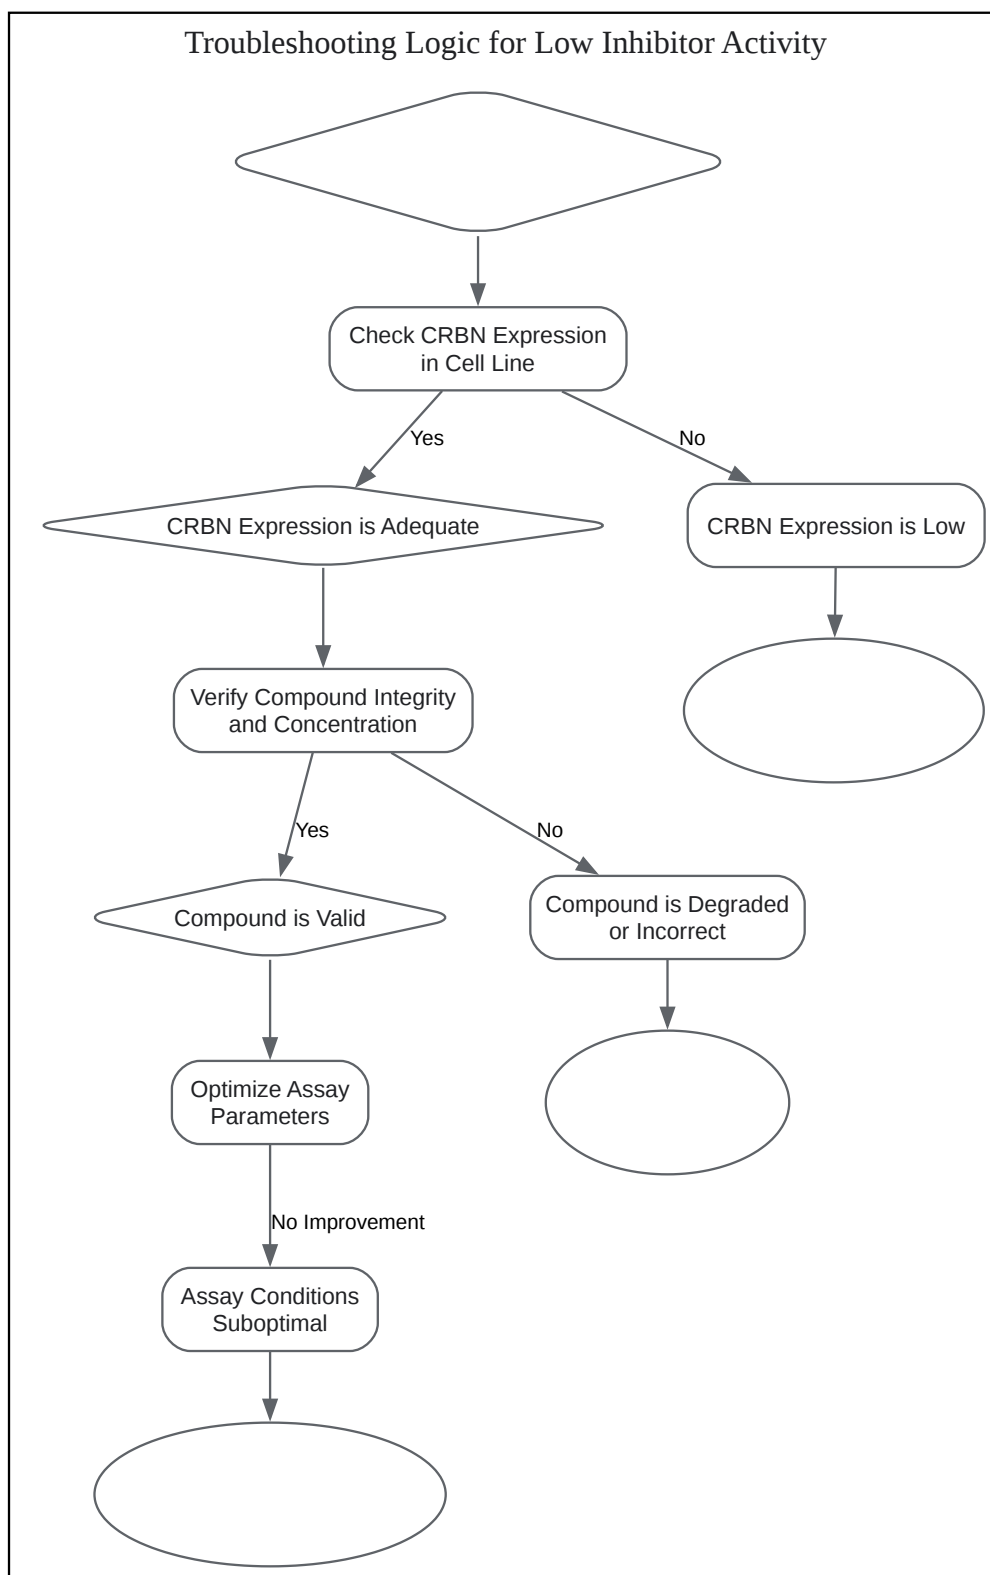 Troubleshooting Logic for Low Inhibitor Activity
Check CRBN Expression
in Cell Line
Yes
No
CRBN Expression is Adequate
CRBN Expression is Low
Verify Compound Integrity
and Concentration
Yes
No
Compound is Valid
Compound is Degraded
or Incorrect
Optimize Assay
Parameters
No Improvement
Assay Conditions
Suboptimal